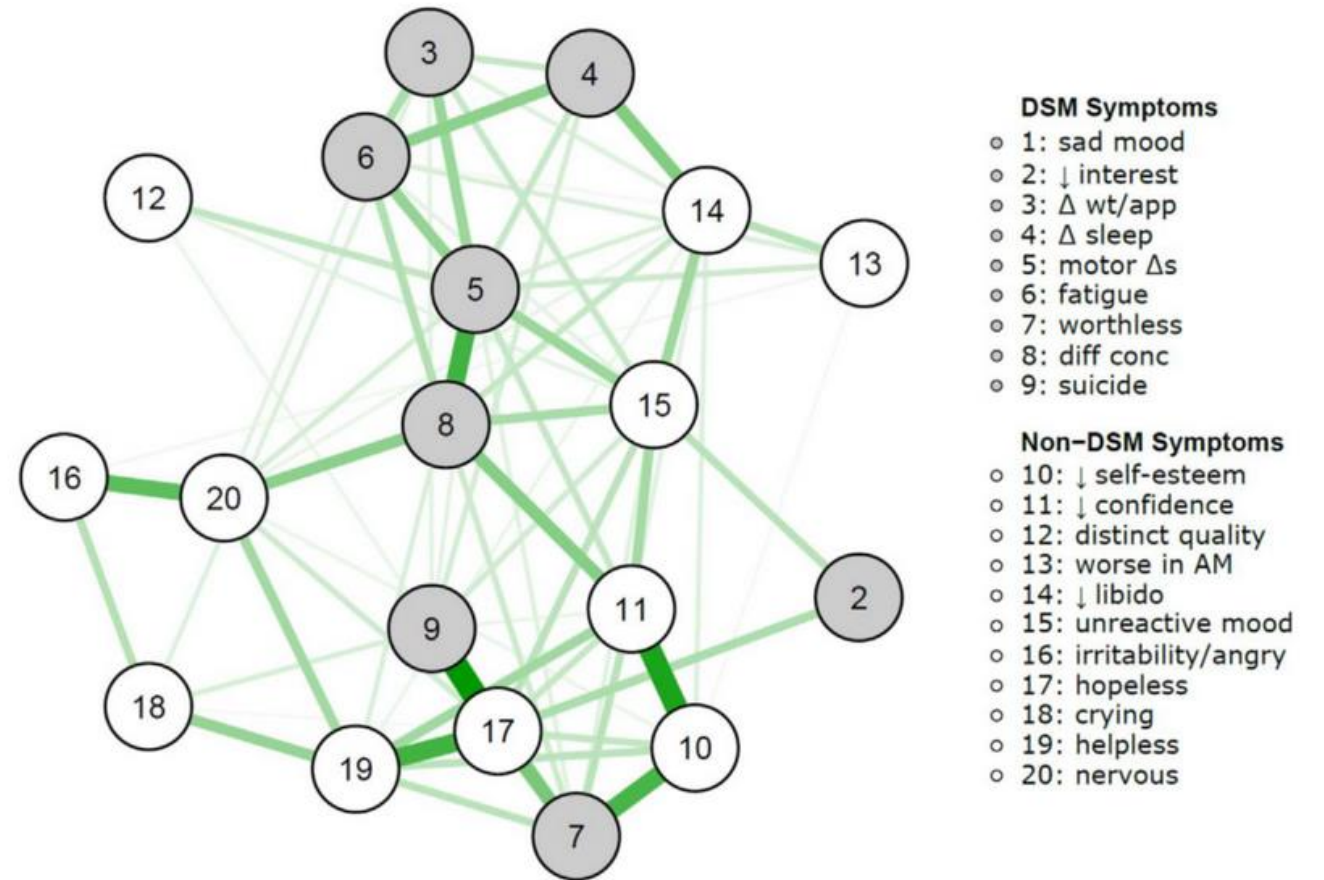 3
4
6
14
12
13
5
15
8
16
20
2
11
9
18
17
10
19
7
DSM Symptoms
1: sad mood
2: ↓ interest
3: Δ wt/app
4: Δ sleep
5: motor Δs
6: fatigue
7: worthless
8: diff conc
9: suicide
Non−DSM Symptoms
10: ↓ self-esteem
11: ↓ confidence
12: distinct quality
13: worse in AM
14: ↓ libido
15: unreactive mood
16: irritability/angry
17: hopeless
18: crying
19: helpless
20: nervous